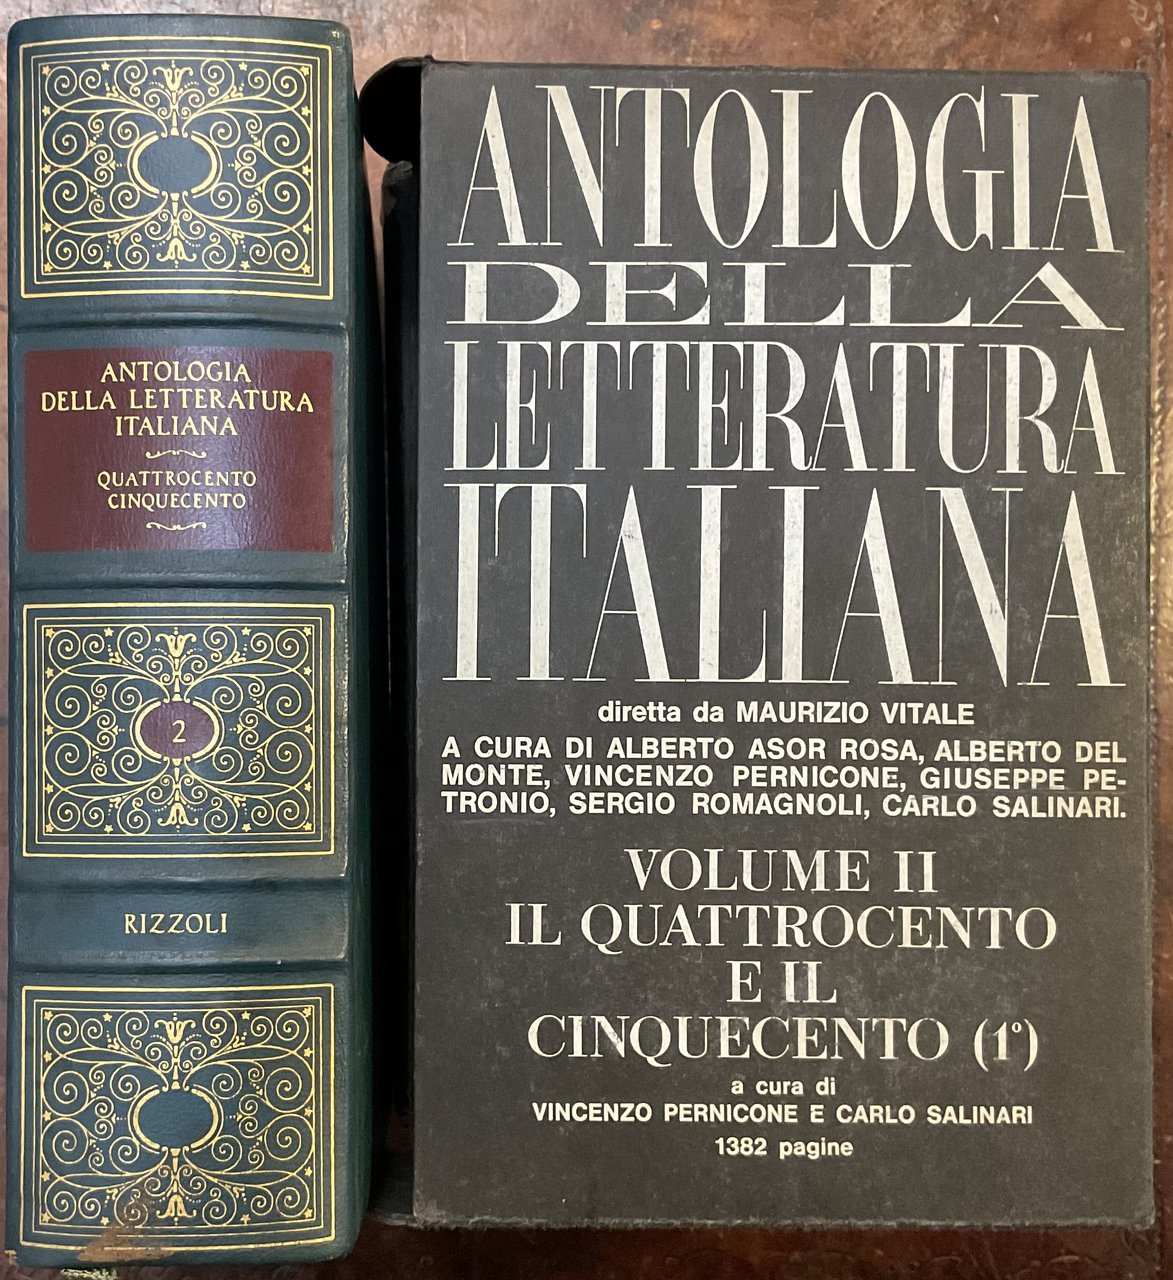 ANTOLOGIA
DELLA LETTERATURA
ITALIANA
QUATTROCENTO
CINQUECENTO
2
RIZZOLI
ANTOLOGIA
DELLA
LETTERATURA
ITALIANA
diretta da MAURIZIO VITALE
A CURA DI ALBERTO ASOR ROSA, ALBERTO DEL
MONTE, VINCENZO PERNICONE, GIUSEPPE PE-
TRONIO, SERGIO ROMAGNOLI, CARLO SALINARI.
VOLUME II
IL QUATTROCENTO
E IL
CINQUECENTO (1º)
a cura di
VINCENZO PERNICONE E CARLO SALINARI
1382 pagine